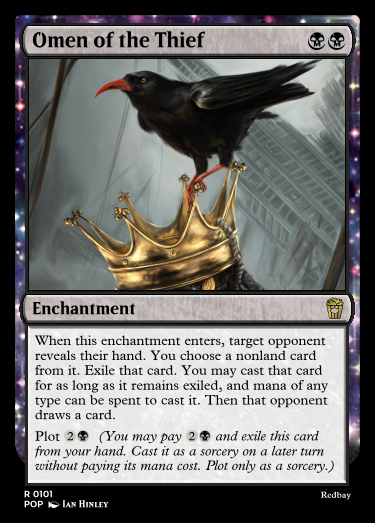 Omen of the Thief
Enchantment
When this enchantment enters, target opponent
reveals their hand. You choose a nonland card
from it. Exile that card. You may cast that card
for as long as it remains exiled, and mana of any
type can be spent to cast it. Then that opponent
draws a card.
Plot 2 (You may pay 2 and exile this card
from your hand. Cast it as a sorcery on a later turn
without paying its mana cost. Plot only as a sorcery.)
R 0101
Redbay
POP Ian Hinley